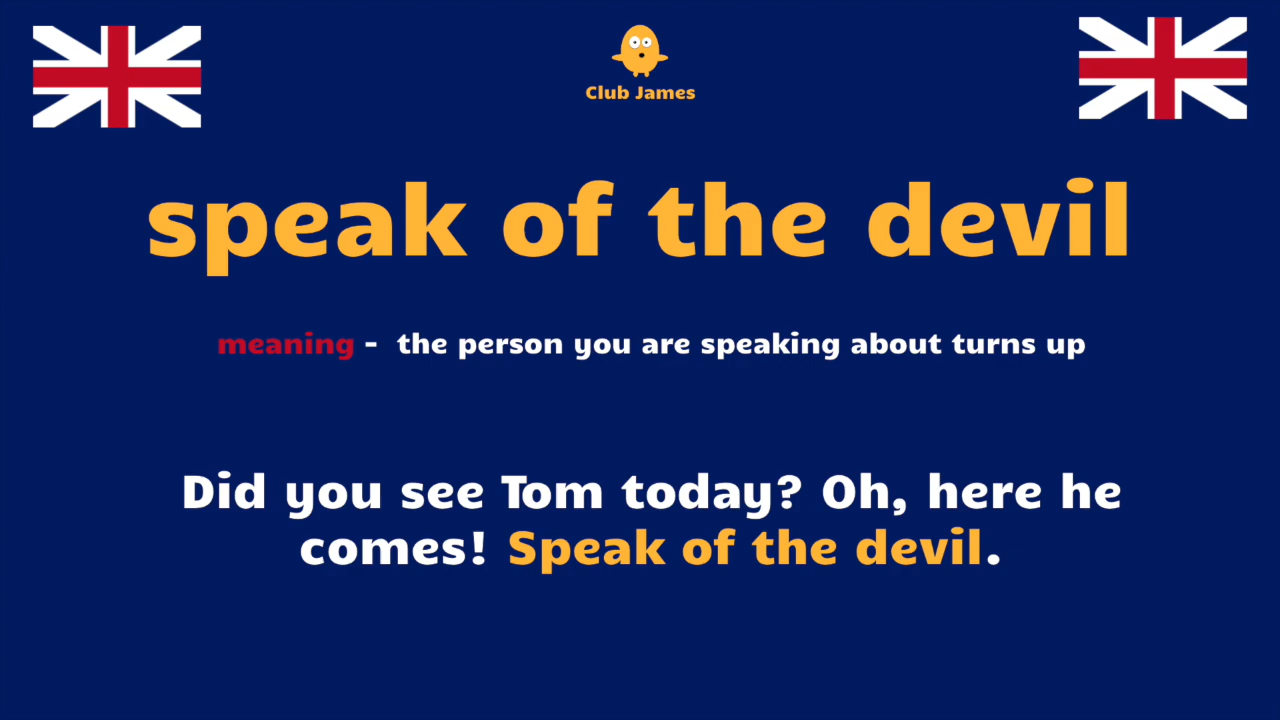 Club James
speak of the devil
meaning - the person you are speaking about turns up
Did you see Tom today? Oh, here he
comes! Speak of the devil.